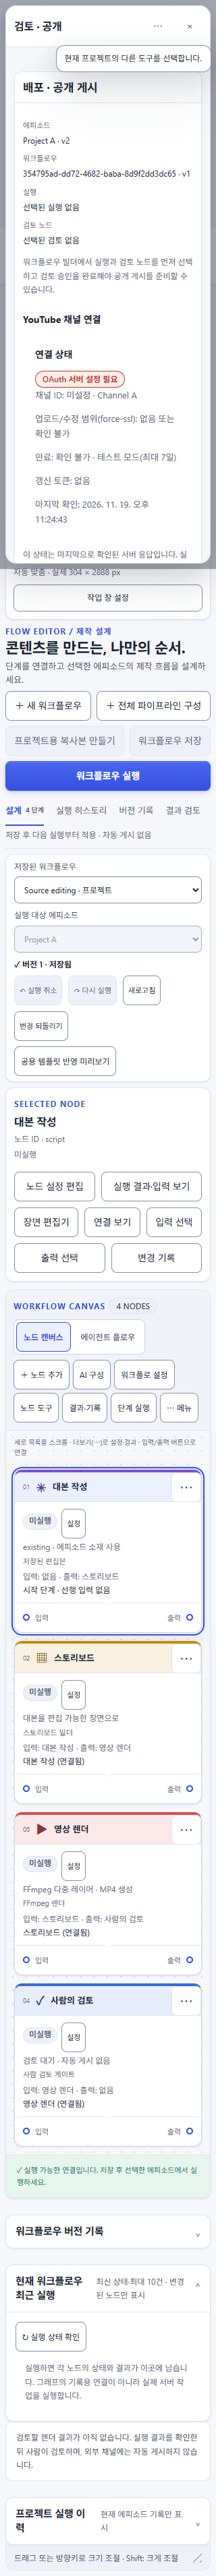 검토 · 공개
… ×
현재 프로젝트의 다른 도구를 선택합니다.
배포 · 공개 게시
에피소드
Project A · v2
워크플로우
354795ad-dd72-4682-baba-8d9f2dd3dc65 · v1
실행
선택된 실행 없음
검토 노드
선택된 검토 없음
워크플로우 빌더에서 실행과 검토 노드를 먼저 선택
하고 검토 승인을 완료해야 공개 게시를 준비할 수
있습니다.
YouTube 채널 연결
연결 상태
OAuth 서버 설정 필요
채널 ID: 미설정 · Channel A
업로드/수정 범위(force-ssl): 없음 또는
확인 불가
만료: 확인 불가 · 테스트 모드(최대 7일)
갱신 토큰: 없음
마지막 확인: 2026. 11. 19. 오후
11:24:43
이 상태는 마지막으로 확인된 서버 응답입니다. 실
자동 맞춤 · 실제 304 × 2888 px
작업 창 설정
FLOW EDITOR / 제작 설계
콘텐츠를 만드는, 나만의 순서.
단계를 연결하고 선택한 에피소드의 제작 흐름을 설계하
세요.
＋ 새 워크플로우
＋ 전체 파이프라인 구성
프로젝트용 복사본 만들기
워크플로우 저장
워크플로우 실행
설계 4 단계
실행 히스토리
버전 기록
결과 검토
저장 후 다음 실행부터 적용 · 자동 게시 없음
저장된 워크플로우
Source editing · 프로젝트
실행 대상 에피소드
Project A
✓ 버전 1 · 저장됨
↶ 실행 취소
↷ 다시 실행
새로고침
변경 되돌리기
공용 템플릿 반영 미리보기
SELECTED NODE
대본 작성
노드 ID · script
미실행
노드 설정 편집
실행 결과·입력 보기
장면 편집기
연결 보기
입력 선택
출력 선택
변경 기록
WORKFLOW CANVAS
4 NODES
노드 캔버스
에이전트 플로우
＋ 노드 추가
AI 구성
워크플로 설정
노드 도구
결과·기록
단계 실행
⋯ 메뉴
세로 목록을 스크롤 · 더보기(⋯)로 설정·결과 · 입력/출력 버튼으로
연결
01 대본 작성
⋯
미실행
설정
existing · 에피소드 소재 사용
저장된 편집본
입력: 없음 · 출력: 스토리보드
시작 단계 · 선행 입력 없음
입력
출력
02 스토리보드
⋯
미실행
설정
대본을 편집 가능한 장면으로
스토리보드 빌더
입력: 대본 작성 · 출력: 영상 렌더
대본 작성 (연결됨)
입력
출력
03 영상 렌더
⋯
미실행
설정
FFmpeg 다중 레이어 · MP4 생성
FFmpeg 렌더
입력: 스토리보드 · 출력: 사람의 검토
스토리보드 (연결됨)
입력
출력
04 사람의 검토
⋯
미실행
설정
검토 대기 · 자동 게시 없음
사람 검토 게이트
입력: 영상 렌더 · 출력: 없음
영상 렌더 (연결됨)
입력
출력
✓ 실행 가능한 연결입니다. 저장 후 선택한 에피소드에서 실
행하세요.
워크플로우 버전 기록
현재 워크플로우
최근 실행
최신 상태·최대 10건 · 변경
된 노드만 표시
↻ 실행 상태 확인
실행하면 각 노드의 상태와 결과가 이곳에 남습니
다. 그래프의 기록용 연결이 아니라 실제 서버 작
업을 실행합니다.
검토할 렌더 결과가 아직 없습니다. 실행 결과를 확인한
뒤 사람이 검토하며, 외부 채널에는 자동 게시하지 않습
니다.
프로젝트 실행 이
력
현재 에피소드 기록만 표
시
드래그 또는 방향키로 크기 조절 · Shift: 크게 조절